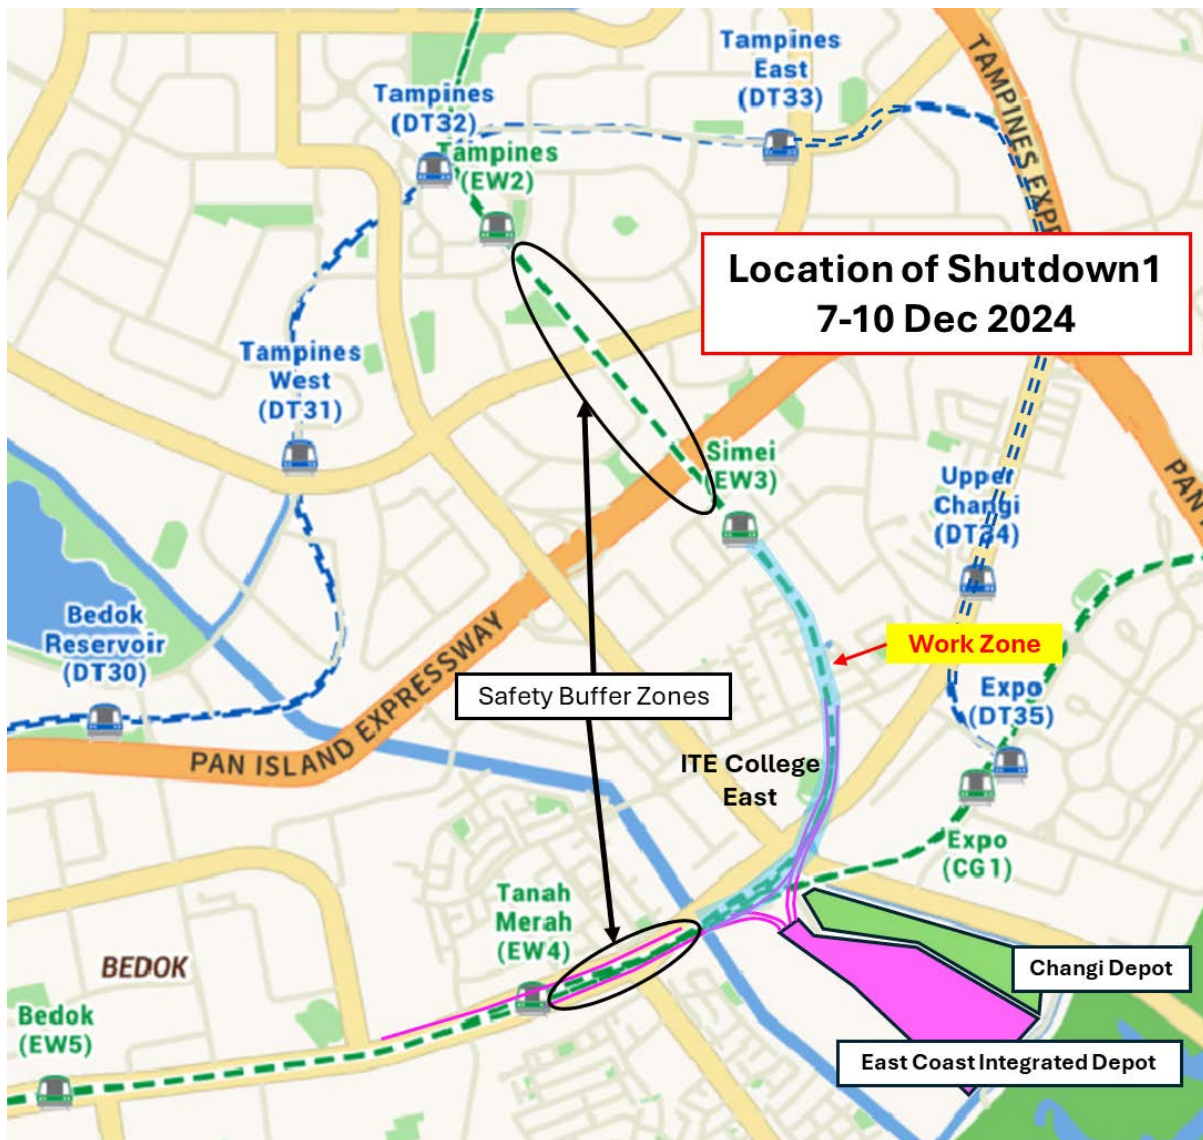 Tampines
East
(DT33)
Tampines
(DT32)
Tampines
(EW2)
TAMPINES EXPR
Location of Shutdown1
7-10 Dec 2024
Tampines
West
(DT31)
Simei
(EW3)
Upper
Changi
(DT34)
PAN
Bedok
Reservoir
(DT30)
Work Zone
Safety Buffer Zones
Expo
(DT35)
PAN ISLAND EXPRESSWAY
ITE College
East
Expo
(CG1)
Tanah
Merah
(EW4)
BEDOK
Changi Depot
Bedok
(EW5)
East Coast Integrated Depot